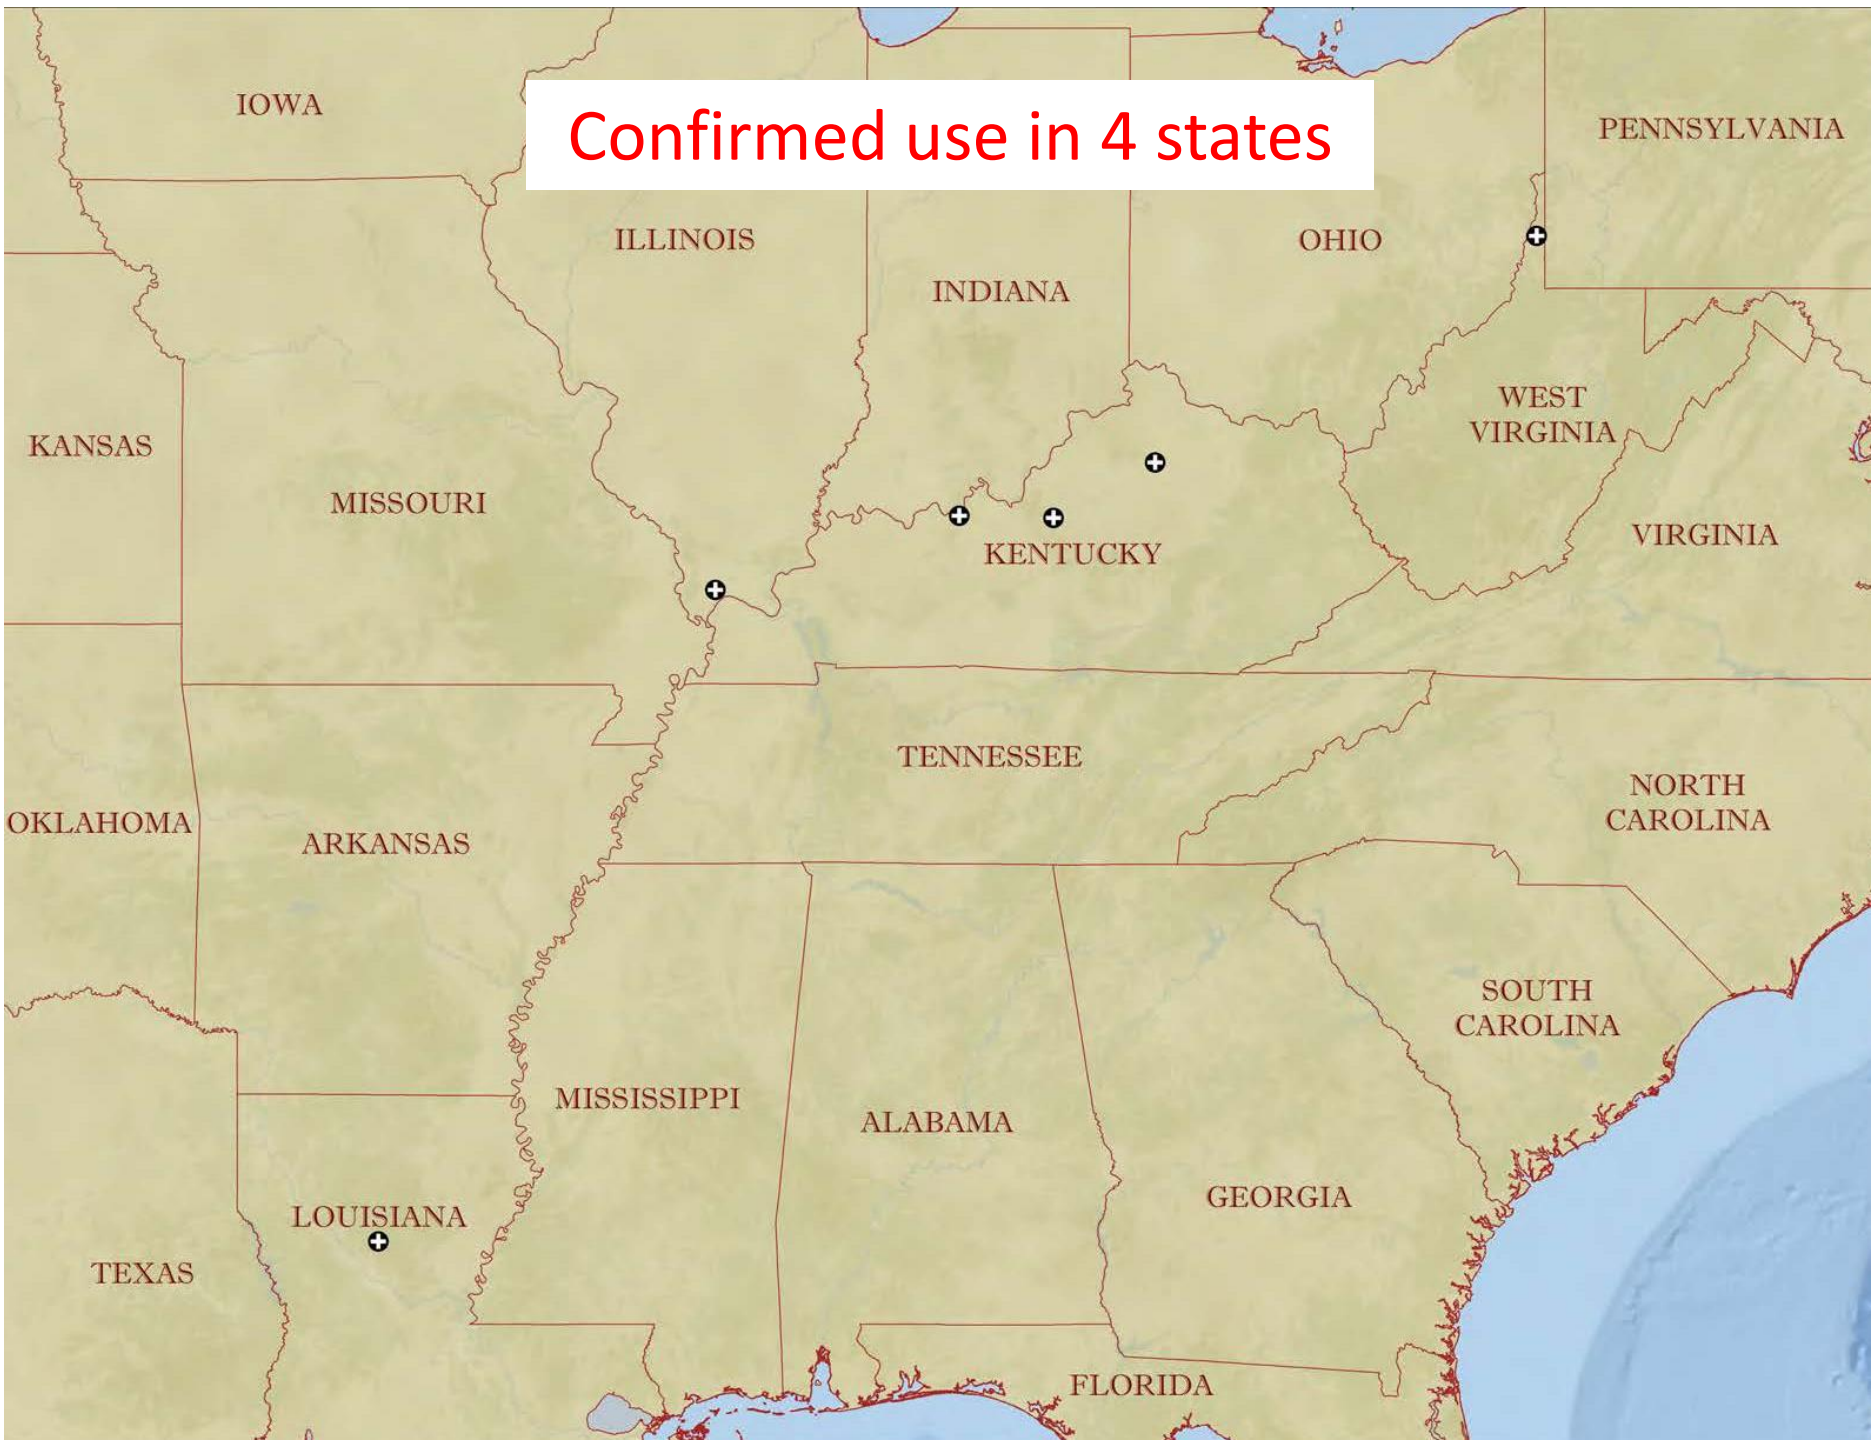 Confirmed use in 4 states
IOWA
PENNSYLVANIA
ILLINOIS
OHIO
INDIANA
WEST
VIRGINIA
KANSAS
MISSOURI
VIRGINIA
KENTUCKY
TENNESSEE
NORTH
CAROLINA
OKLAHOMA
ARKANSAS
SOUTH
CAROLINA
MISSISSIPPI
ALABAMA
GEORGIA
LOUISIANA
TEXAS
FLORIDA